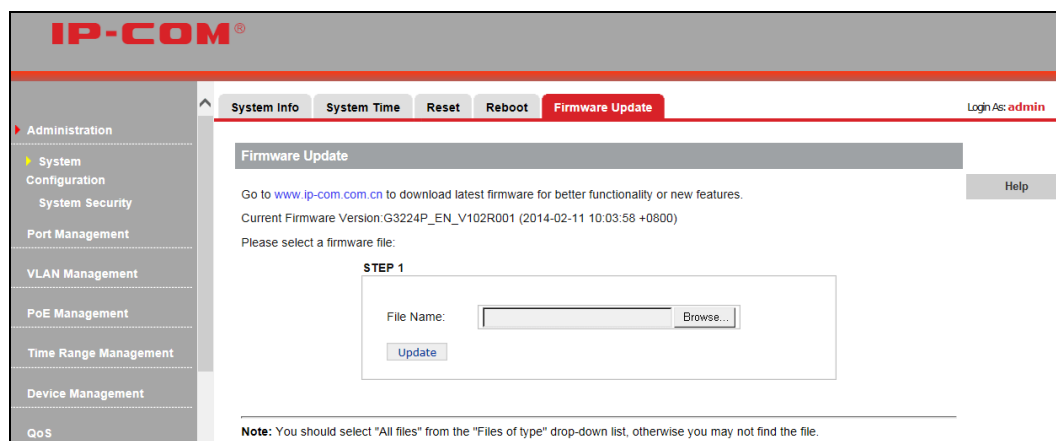 IP-COM®
System Info
System Time
Reset
Reboot
Firmware Update
Login As: admin
Administration
System
Configuration
System Security
Port Management
VLAN Management
PoE Management
Time Range Management
Device Management
QoS
Firmware Update
Help
Go to www.ip-com.com.cn to download latest firmware for better functionality or new features.
Current Firmware Version:G3224P_EN_V102R001 (2014-02-11 10:03:58 +0800)
Please select a firmware file:
STEP 1
File Name:
Browse...
Update
Note: You should select "All files" from the "Files of type" drop-down list, otherwise you may not find the file.